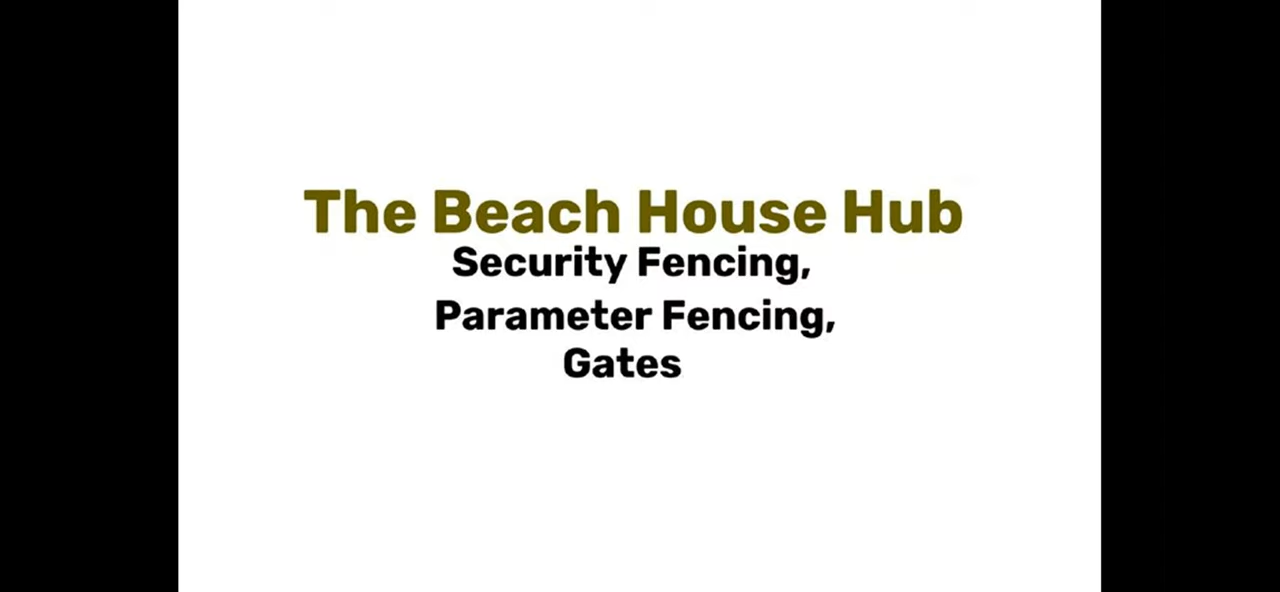 The Beach House Hub
Security Fencing,
Parameter Fencing,
Gates